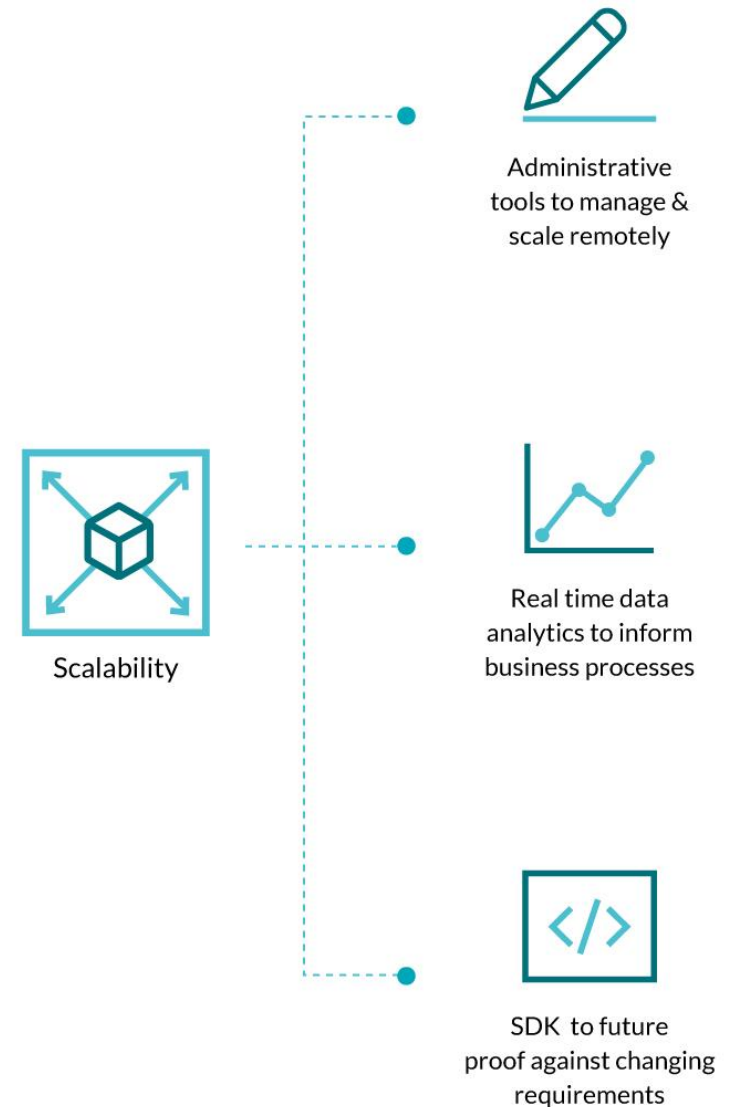 Administrative
tools to manage &
scale remotely
Scalability
Real time data
analytics to inform
business processes
</>
SDK  to future
proof against changing
requirements